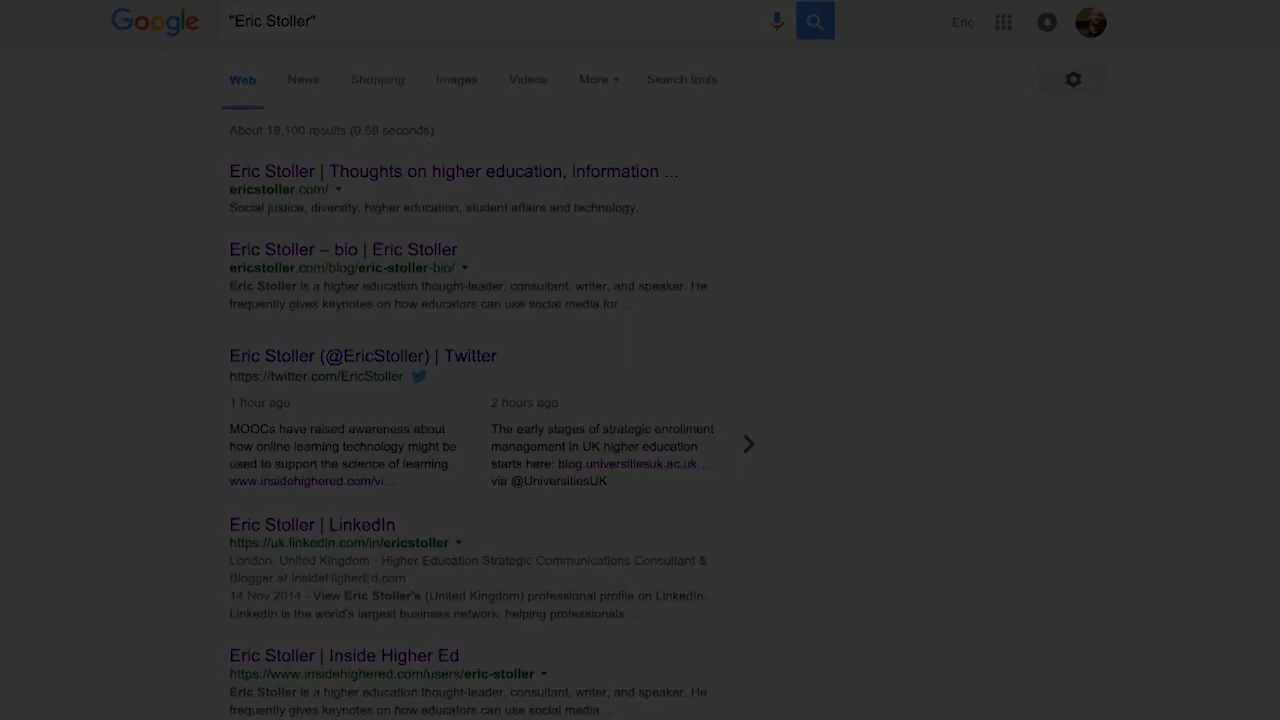 Google
"Eric Stoller"
Eric
Web News Shopping Images Videos More Search tools
About 18,100 results (0.58 seconds)
Eric Stoller | Thoughts on higher education, information ...
ericstoller.com/
Social justice, diversity, higher education, student affairs and technology.
Eric Stoller – bio | Eric Stoller
ericstoller.com/blog/eric-stoller-bio/
Eric Stoller is a higher education thought-leader, consultant, writer, and speaker. He
frequently gives keynotes on how educators can use social media for ...
Eric Stoller (@EricStoller) | Twitter
https://twitter.com/EricStoller
1 hour ago
MOOCs have raised awareness about
how online learning technology might be
used to support the science of learning.
www.insidehighered.com/vi...
2 hours ago
The early stages of strategic enrollment
management in UK higher education
starts here: blog.universitiesuk.ac.uk...
via @UniversitiesUK
Eric Stoller | LinkedIn
https://uk.linkedin.com/in/ericstoller
London, United Kingdom - Higher Education Strategic Communications Consultant &
Blogger at InsideHigherEd.com
14 Nov 2014 - View Eric Stoller's (United Kingdom) professional profile on LinkedIn.
LinkedIn is the world's largest business network, helping professionals ...
Eric Stoller | Inside Higher Ed
https://www.insidehighered.com/users/eric-stoller
Eric Stoller is a higher education thought-leader, consultant, writer, and speaker. He
frequently gives keynotes on how educators can use social media ...